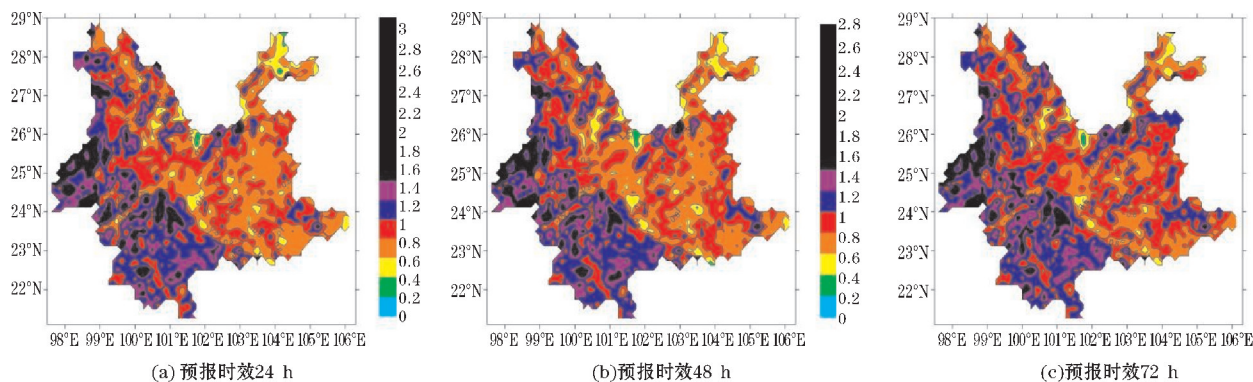 29°N
28°N
27°N
26°N
25°N
24°N
23°N
22°N
98°E 99°E 100°E 101°E 102°E 103°E 104°E 105°E 106°E
3
2.8
2.6
2.4
2.2
2
1.8
1.6
1.4
1.2
1
0.8
0.6
0.4
0.2
0
(a) 预报时效24 h
29°N
28°N
27°N
26°N
25°N
24°N
23°N
22°N
98°E 99°E 100°E 101°E 102°E 103°E 104°E 105°E 106°E
2.8
2.6
2.4
2.2
2
1.8
1.6
1.4
1.2
1
0.8
0.6
0.4
0.2
0
(b)预报时效48 h
29°N
28°N
27°N
26°N
25°N
24°N
23°N
22°N
98°E 99°E 100°E 101°E 102°E 103°E 104°E 105°E 106°E
(c)预报时效72 h